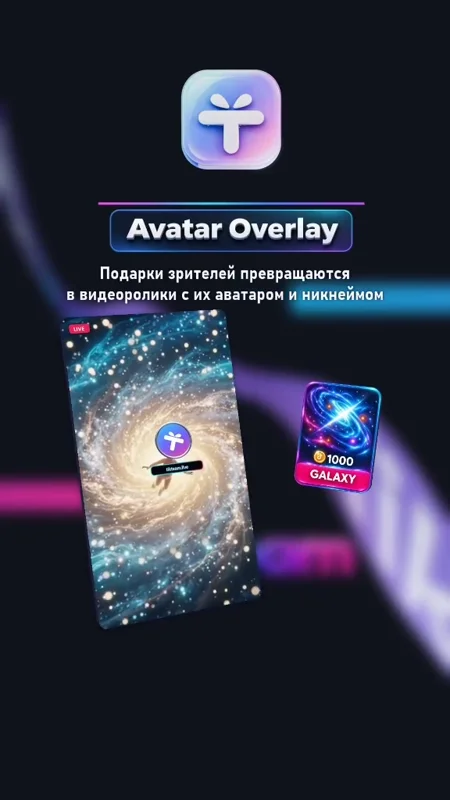 Avatar Overlay
Подарки зрителей превращаются
в видеоролики с их аватаром и никнеймом
LIVE
1000
GALAXY